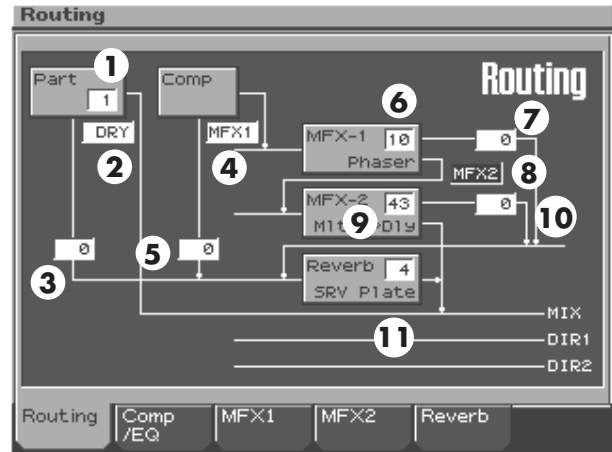 Routing
Routing
1
Part
1
Comp
DRY
2
MFX1
4
6
MFX-1 10
Phaser
0
7
MFX2
8
MFX-2 43
9
0
10
0
3
5
0
Reverb 4
SRV Plate
11
MIX
DIR1
DIR2
Routing
Comp
/EQ
MFX1
MFX2
Reverb